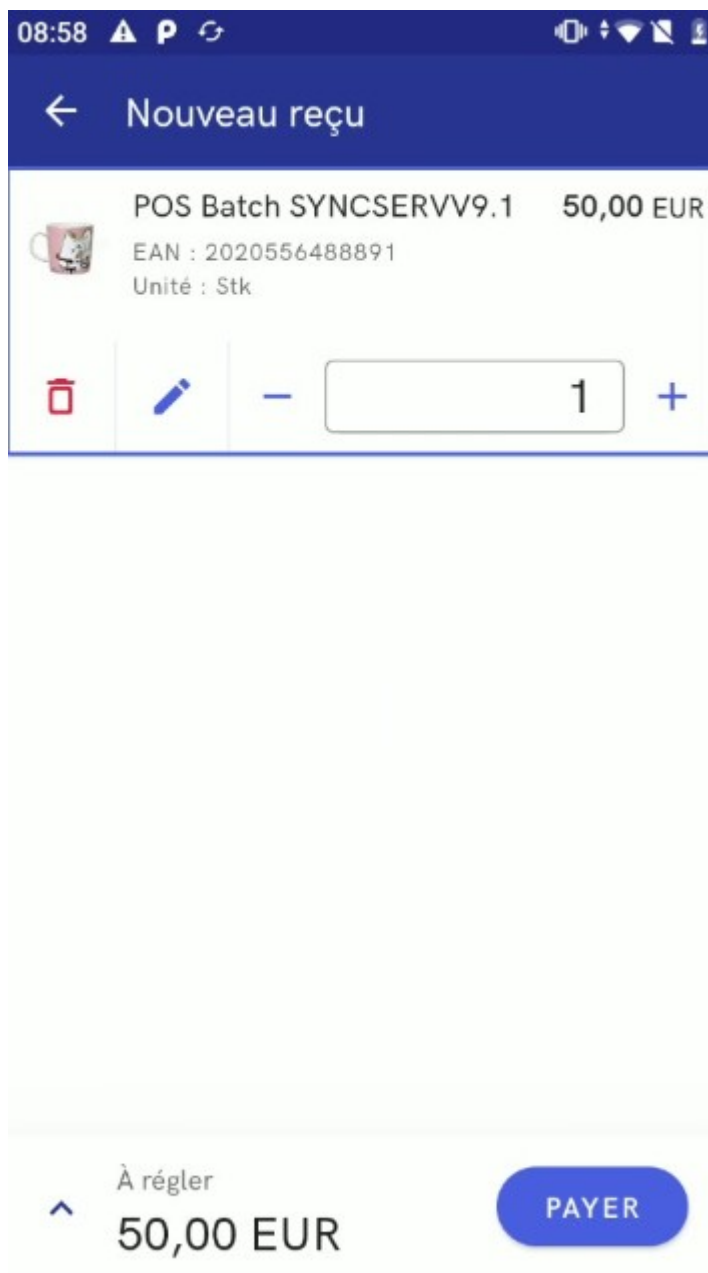 08:58
Nouveau reçu
POS Batch SYNCSERVV9.1 50,00 EUR
EAN : 2020556488891
Unité : Stk
1
À régler
50,00 EUR
PAYER